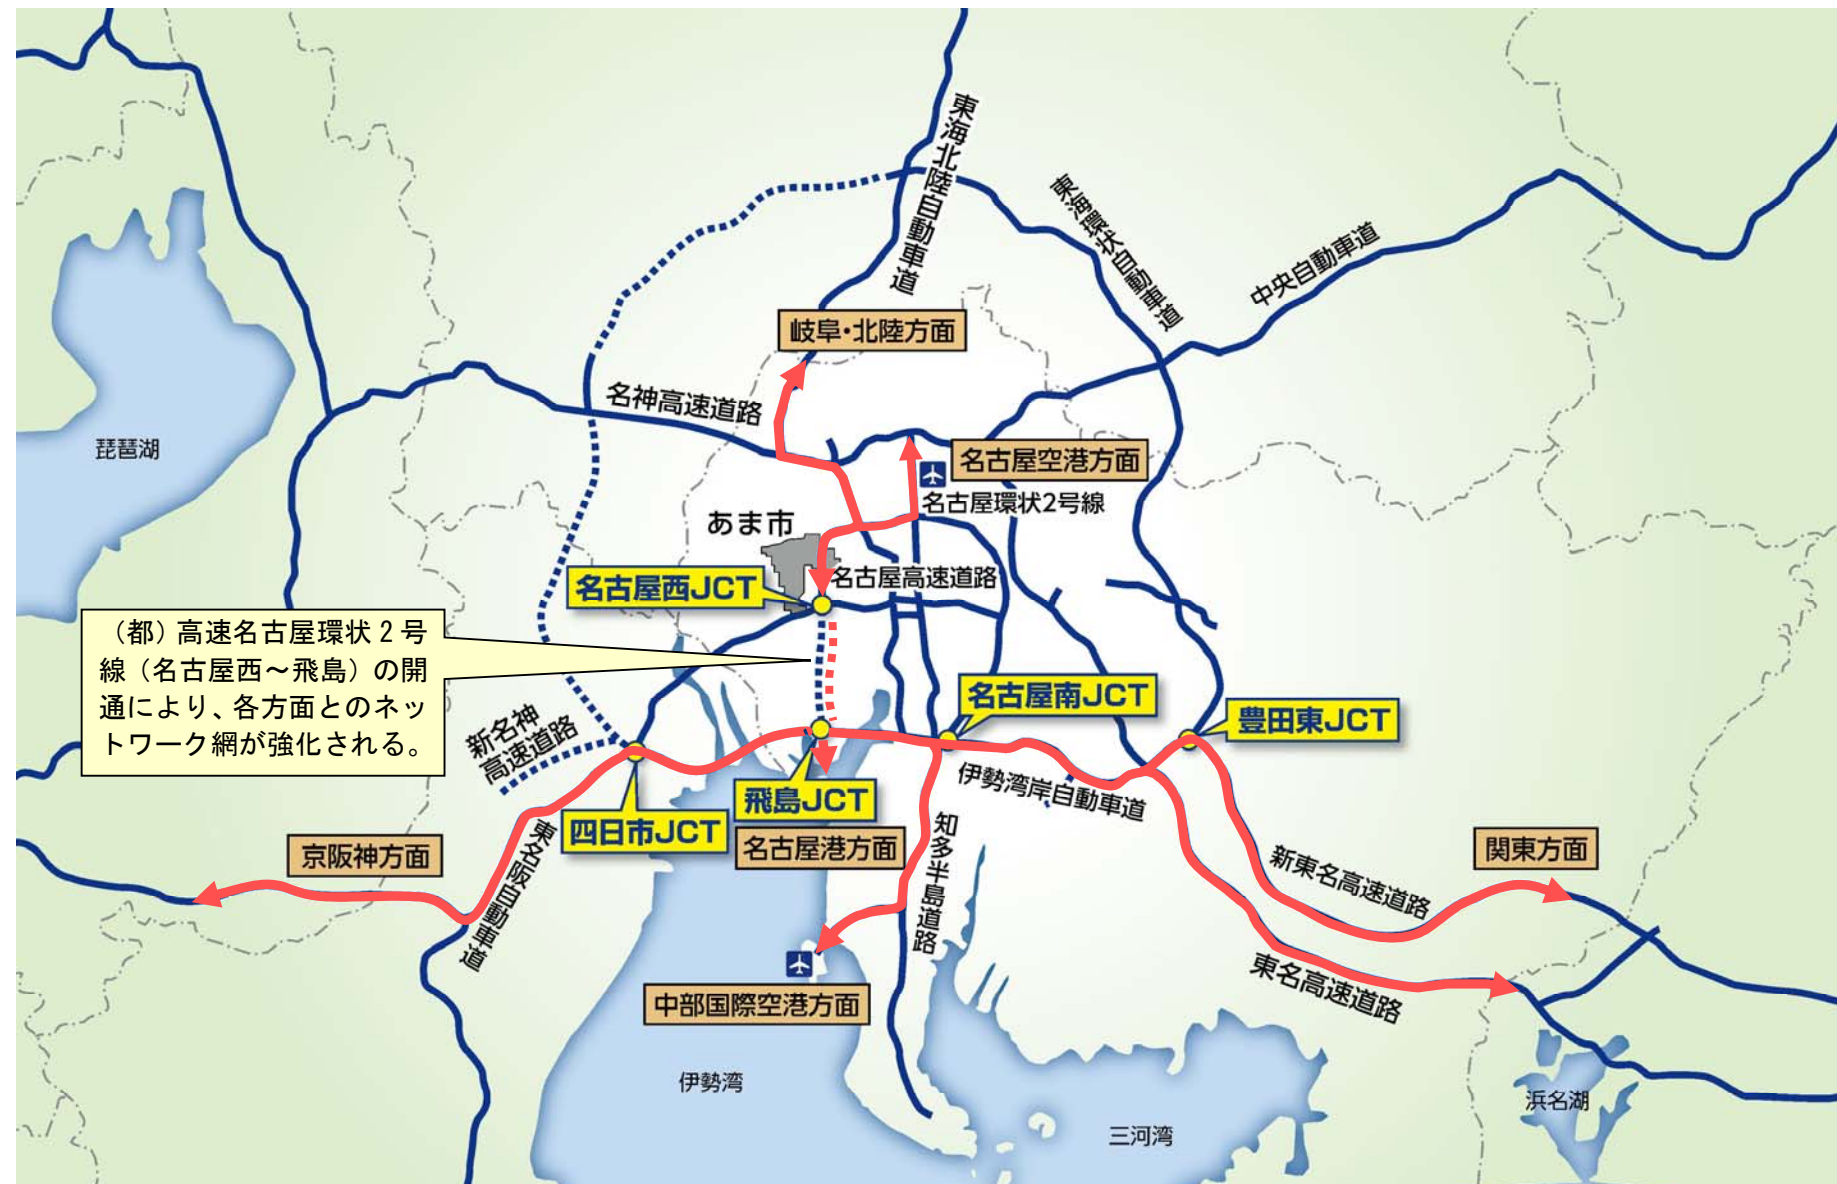 東海北陸自動車道
東海環状自動車道
中央自動車道
岐阜・北陸方面
名神高速道路
琵琶湖
名古屋空港方面
名古屋環状2号線
あま市
名古屋高速道路
名古屋西JCT
（都）高速名古屋環状２号
線（名古屋西～飛島）の開
通により、各方面とのネッ
トワーク網が強化される。
名古屋南JCT
豊田東JCT
新名神
高速道路
伊勢湾岸自動車道
飛島JCT
四日市JCT
名古屋港方面
京阪神方面
東名阪自動車道
知多半島道路
関東方面
新東名高速道路
東名高速道路
中部国際空港方面
伊勢湾
三河湾
浜名湖